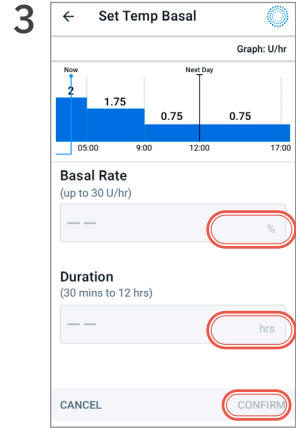 3
← Set Temp Basal
Graph: U/hr
Now
Next Day
2
1.75
0.75
0.75
05:00
9:00
12:00
17:00
Basal Rate
(up to 30 U/hr)
— —
%
Duration
(30 mins to 12 hrs)
— —
hrs
CANCEL
CONFIRM